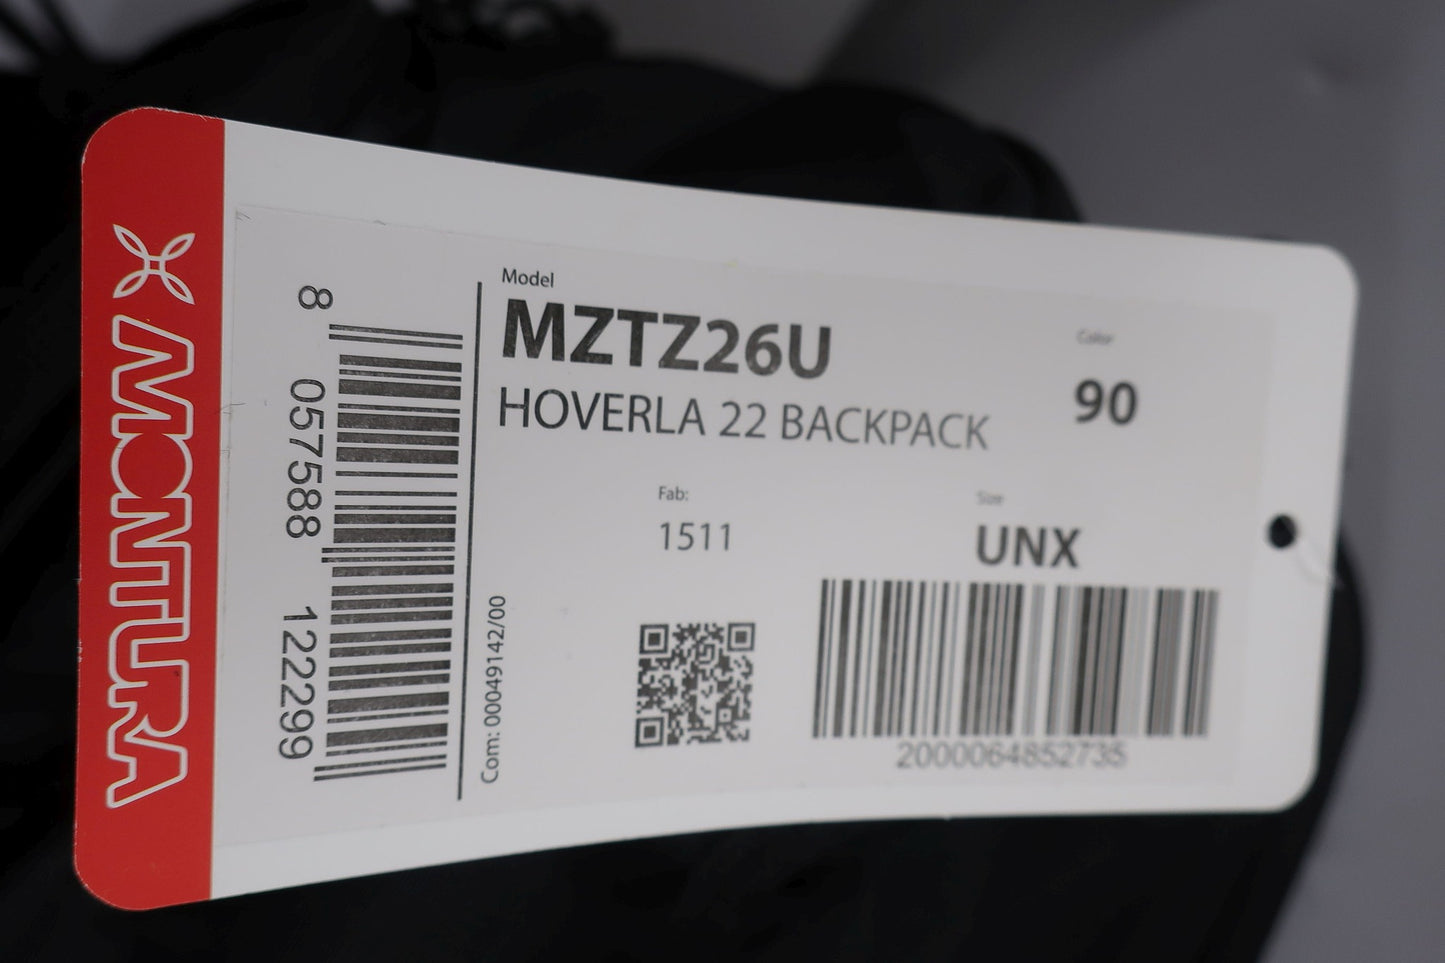 MONTURA
8 057588 122299
Model
MZTZ26U
HOVERLA 22 BACKPACK
Color
90
Fab:
1511
Size
UNX
Com: 00049142/00
2000064852735